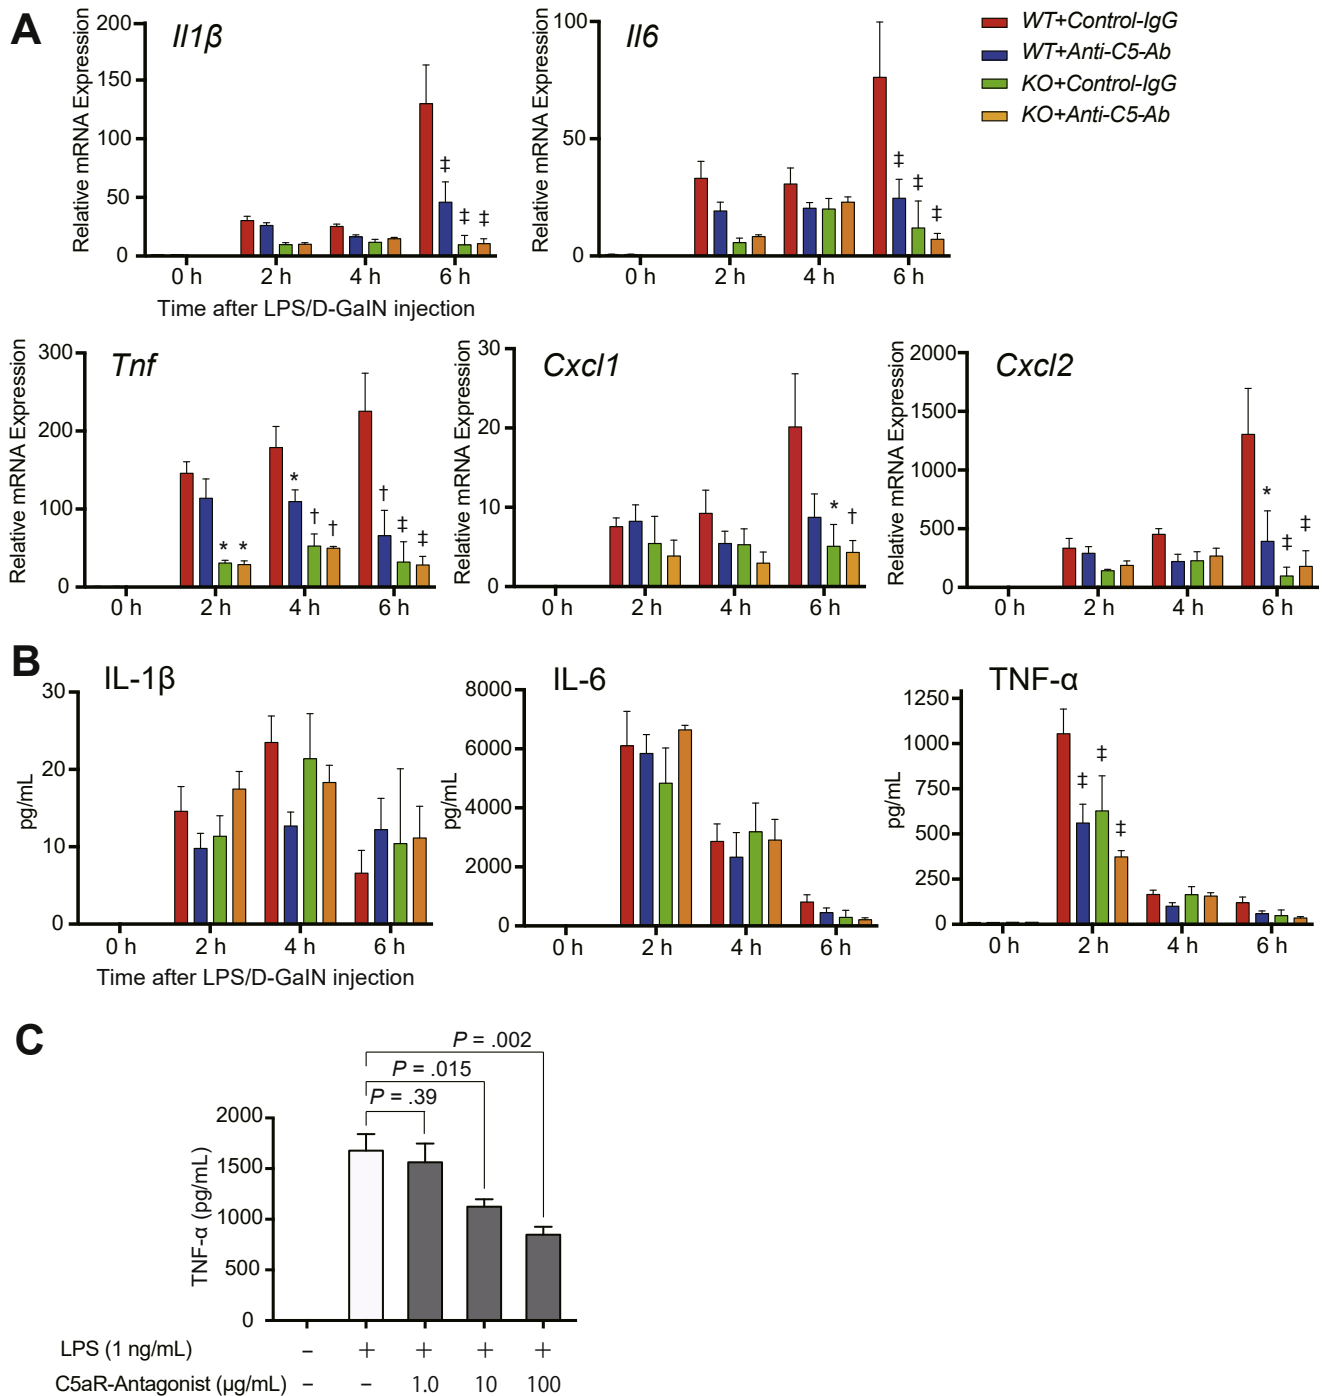 A
Il1β
Relative mRNA Expression
200
150
100
50
0
‡
‡
‡
0 h
2 h
4 h
6 h
Time after LPS/D-GalN injection
Il6
Relative mRNA Expression
100
50
0
‡
‡
‡
0 h
2 h
4 h
6 h
WT+Control-IgG
WT+Anti-C5-Ab
KO+Control-IgG
KO+Anti-C5-Ab
Tnf
Relative mRNA Expression
300
200
100
0
*
*
*
†
†
†
‡
‡
0 h
2 h
4 h
6 h
Cxcl1
Relative mRNA Expression
30
20
10
0
*
†
0 h
2 h
4 h
6 h
Cxcl2
Relative mRNA Expression
2000
1500
1000
500
0
*
‡
‡
0 h
2 h
4 h
6 h
B
IL-1β
pg/mL
30
20
10
0
0 h
2 h
4 h
6 h
Time after LPS/D-GalN injection
IL-6
pg/mL
8000
6000
4000
2000
0
0 h
2 h
4 h
6 h
TNF-α
pg/mL
1250
1000
750
500
250
0
‡
‡
‡
0 h
2 h
4 h
6 h
C
P = .002
P = .015
P = .39
TNF-α (pg/mL)
2000
1500
1000
500
0
LPS (1 ng/mL) – + + + +
C5aR-Antagonist (μg/mL) – – 1.0 10 100